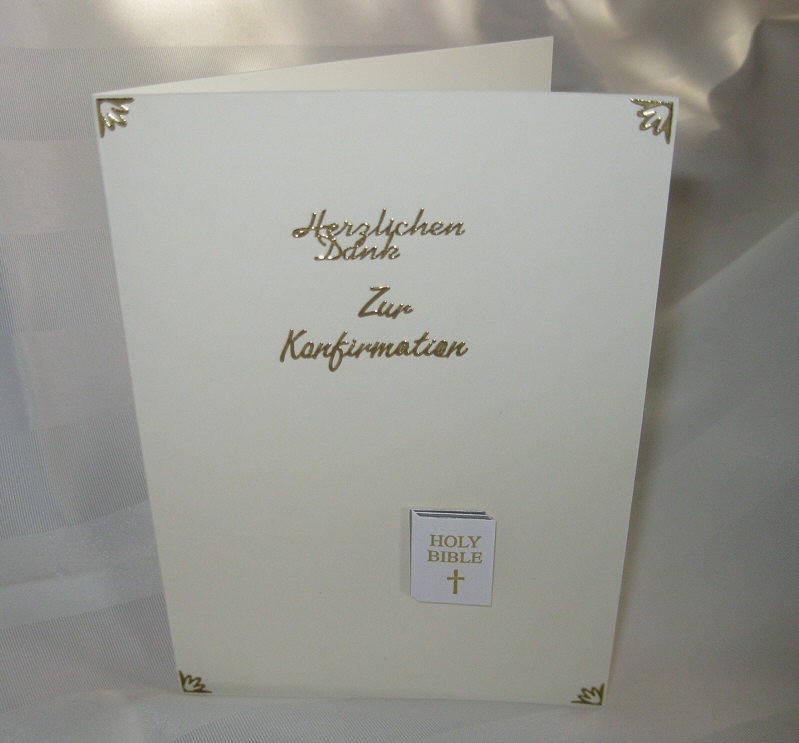 Herzlichen
Dank
Zur
Konfirmation
HOLY
BIBLE